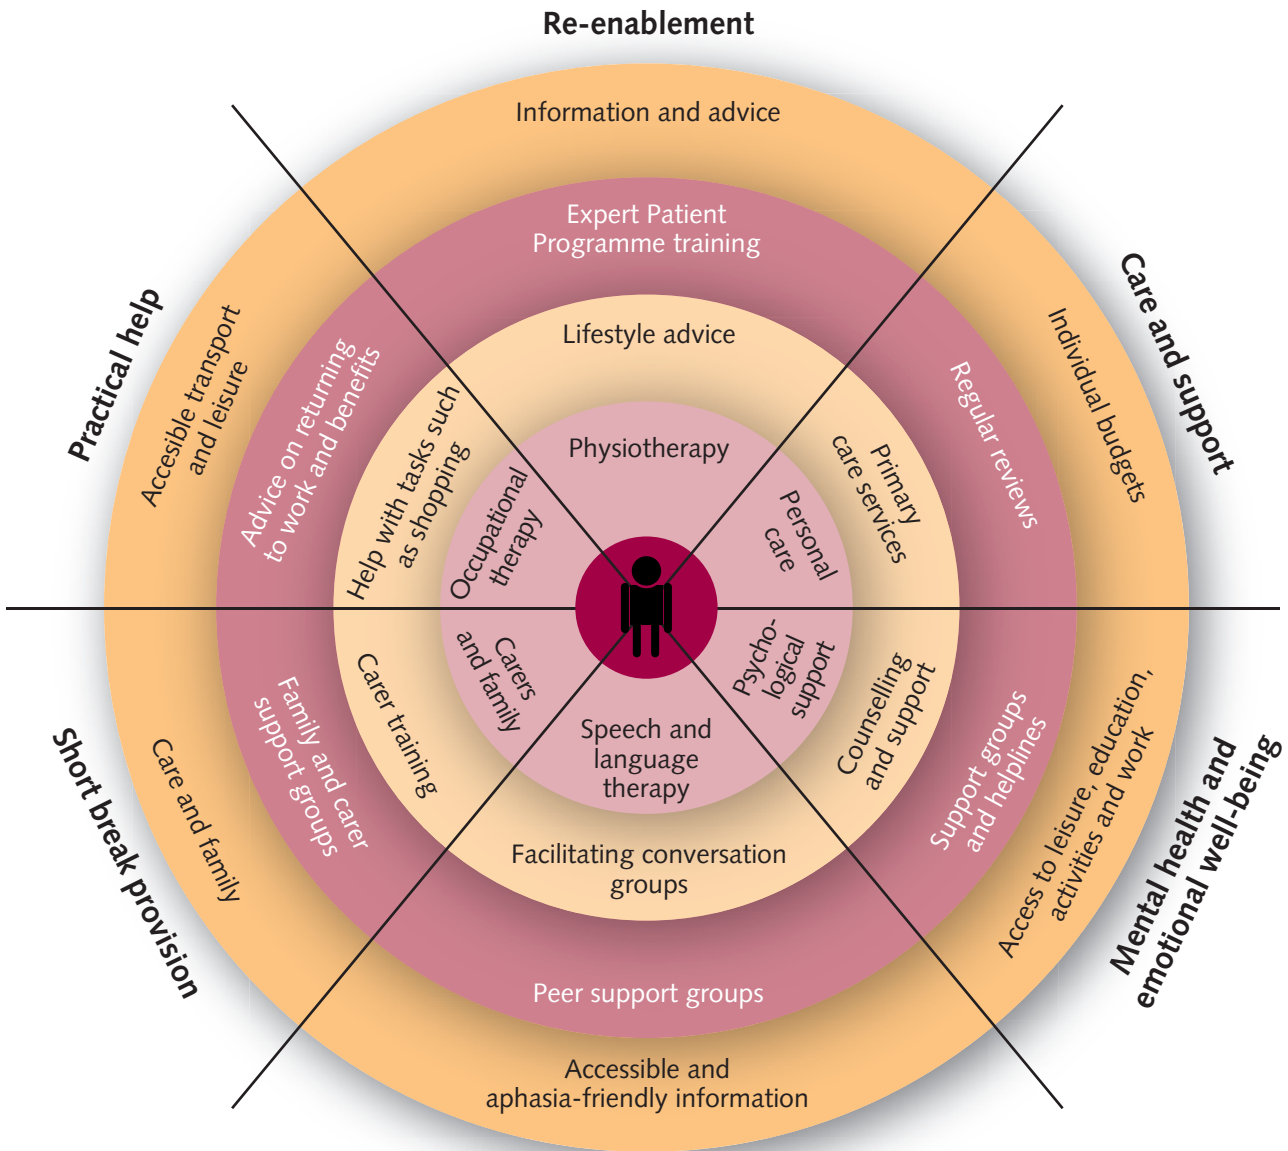 Re-enablement
Information and advice
Expert Patient
Programme training
Lifestyle advice
Physiotherapy
Care and support
Individual budgets
Regular reviews
Primary
care services
Personal
care
Mental health and
emotional well-being
Access to leisure, education,
activities and work
Support groups
and helplines
Counselling
and support
Psycho-
logical
support
Speech and
language
therapy
Facilitating conversation
groups
Peer support groups
Accessible and
aphasia-friendly information
Short break provision
Care and family
Family and carer
support groups
Carer training
Carers
and family
Practical help
Accesible transport
and leisure
Advice on returning
to work and benefits
Help with tasks such
as shopping
Occupational
therapy